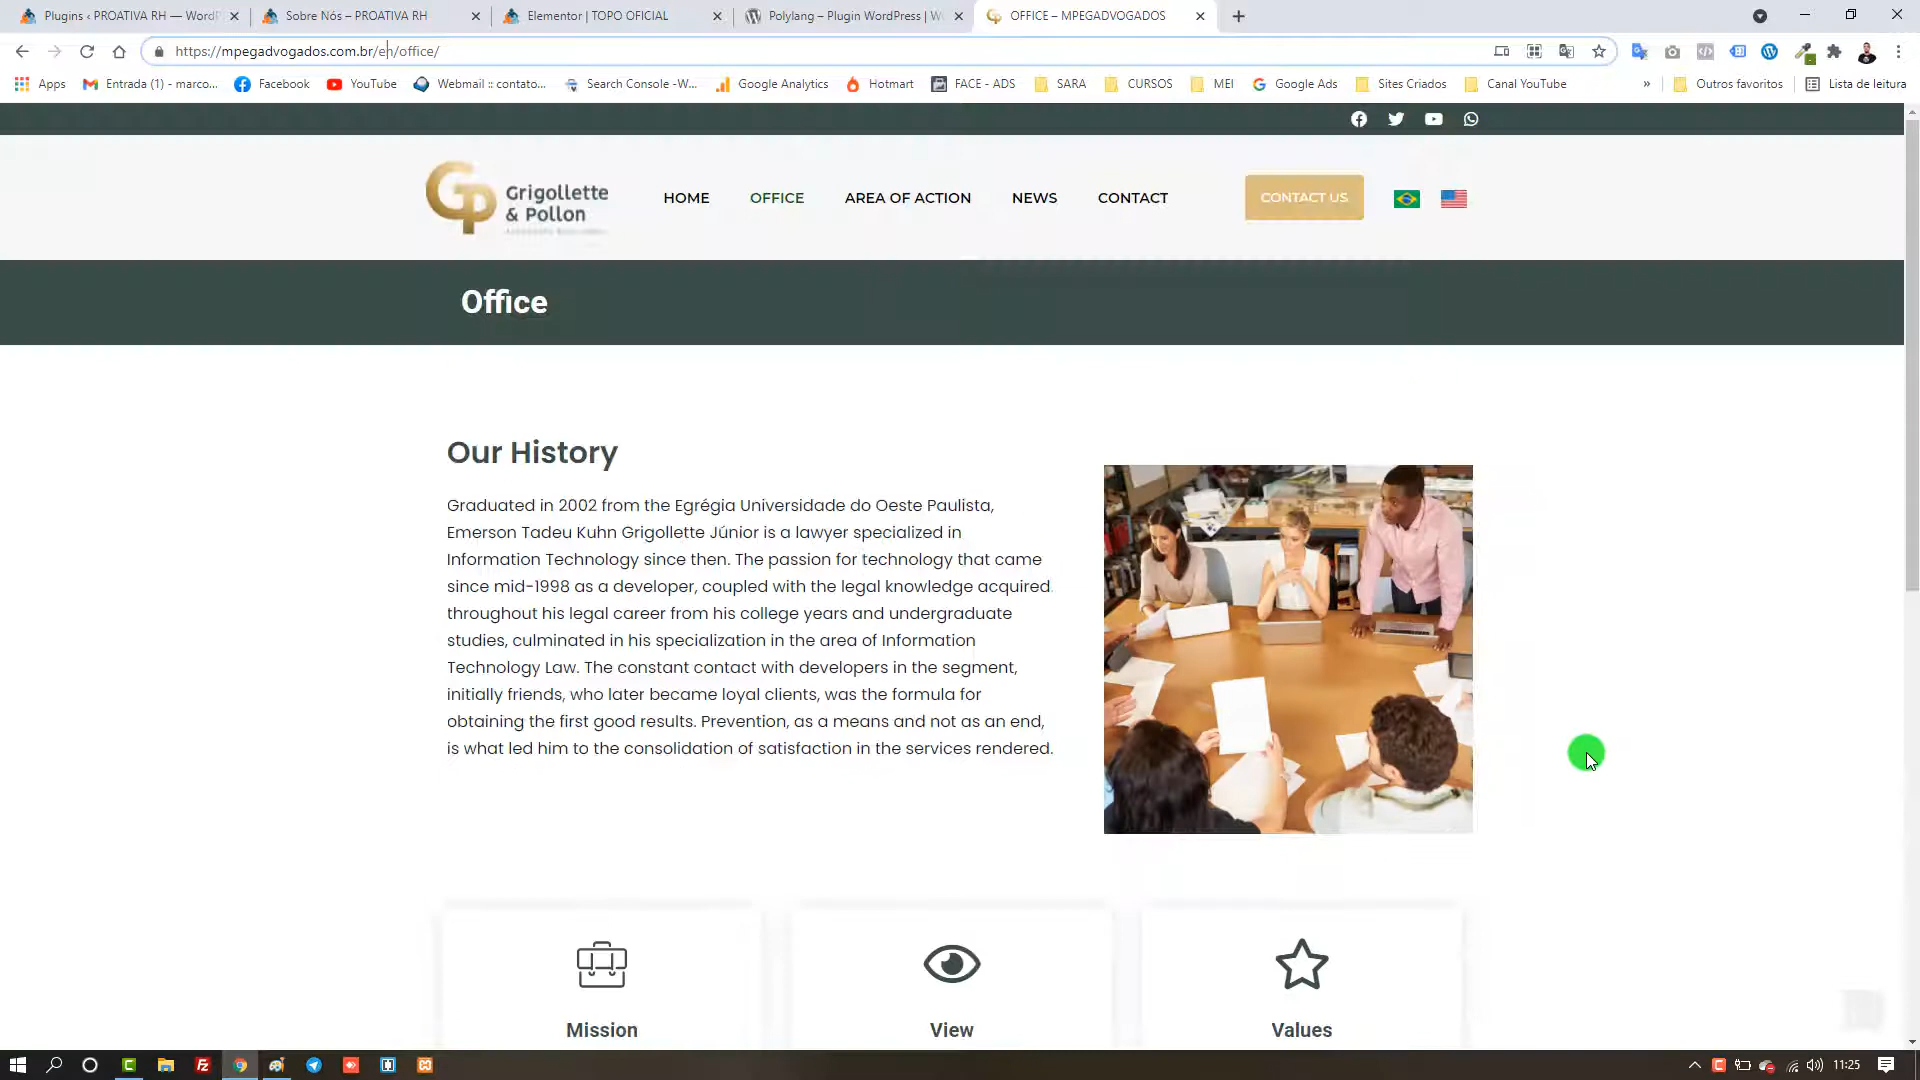 Plugins ‹ PROATIVA RH — WordP
Sobre Nós – PROATIVA RH
Elementor | TOPO OFICIAL
Polylang – Plugin WordPress | W
OFFICE – MPEGADVOGADOS
https://mpegadvogados.com.br/en/office/
Apps
Entrada (1) - marco...
Facebook
YouTube
Webmail :: contato...
Search Console -W...
Google Analytics
Hotmart
FACE - ADS
SARA
CURSOS
MEI
Google Ads
Sites Criados
Canal YouTube
»
Outros favoritos
Lista de leitura
GP
Grigollette
& Pollon
HOME
OFFICE
AREA OF ACTION
NEWS
CONTACT
CONTACT US
Office
Our History
Graduated in 2002 from the Egrégia Universidade do Oeste Paulista,
Emerson Tadeu Kuhn Grigollette Júnior is a lawyer specialized in
Information Technology since then. The passion for technology that came
since mid-1998 as a developer, coupled with the legal knowledge acquired
throughout his legal career from his college years and undergraduate
studies, culminated in his specialization in the area of Information
Technology Law. The constant contact with developers in the segment,
initially friends, who later became loyal clients, was the formula for
obtaining the first good results. Prevention, as a means and not as an end,
is what led him to the consolidation of satisfaction in the services rendered.
Mission
View
Values
11:25